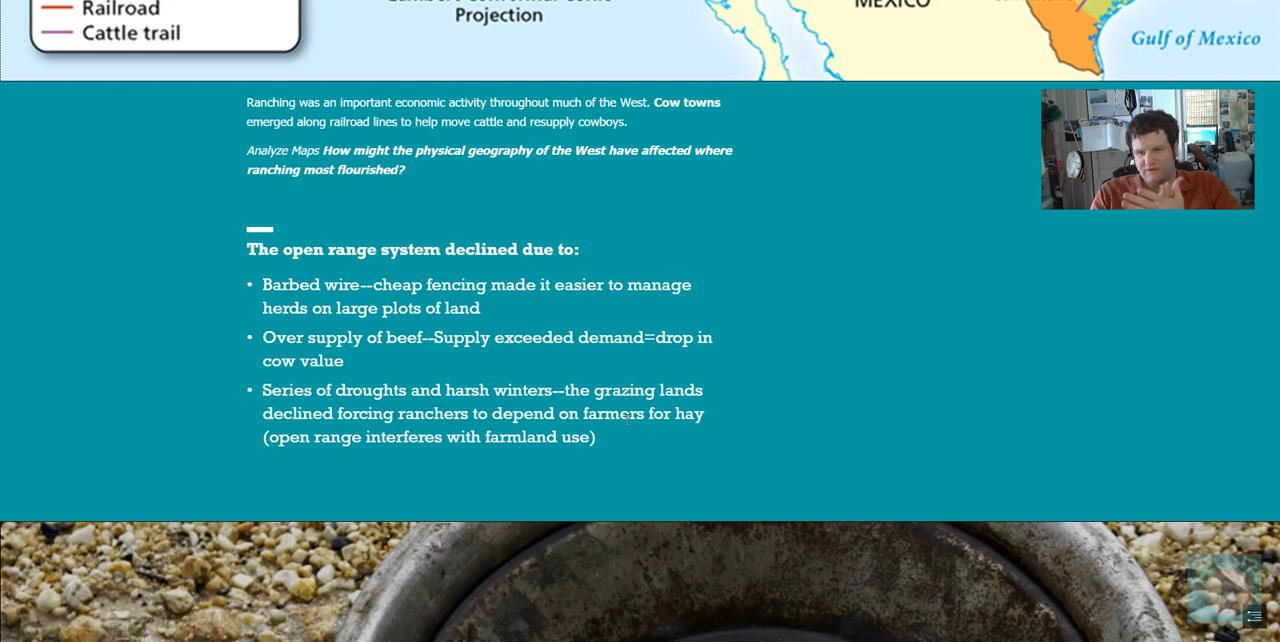 Railroad
Cattle trail
Projection
MEXICO
Gulf of Mexico
Ranching was an important economic activity throughout much of the West. Cow towns
emerged along railroad lines to help move cattle and resupply cowboys.
Analyze Maps How might the physical geography of the West have affected where
ranching most flourished?
The open range system declined due to:
• Barbed wire--cheap fencing made it easier to manage
herds on large plots of land
• Over supply of beef--Supply exceeded demand=drop in
cow value
• Series of droughts and harsh winters--the grazing lands
declined forcing ranchers to depend on farmers for hay
(open range interferes with farmland use)